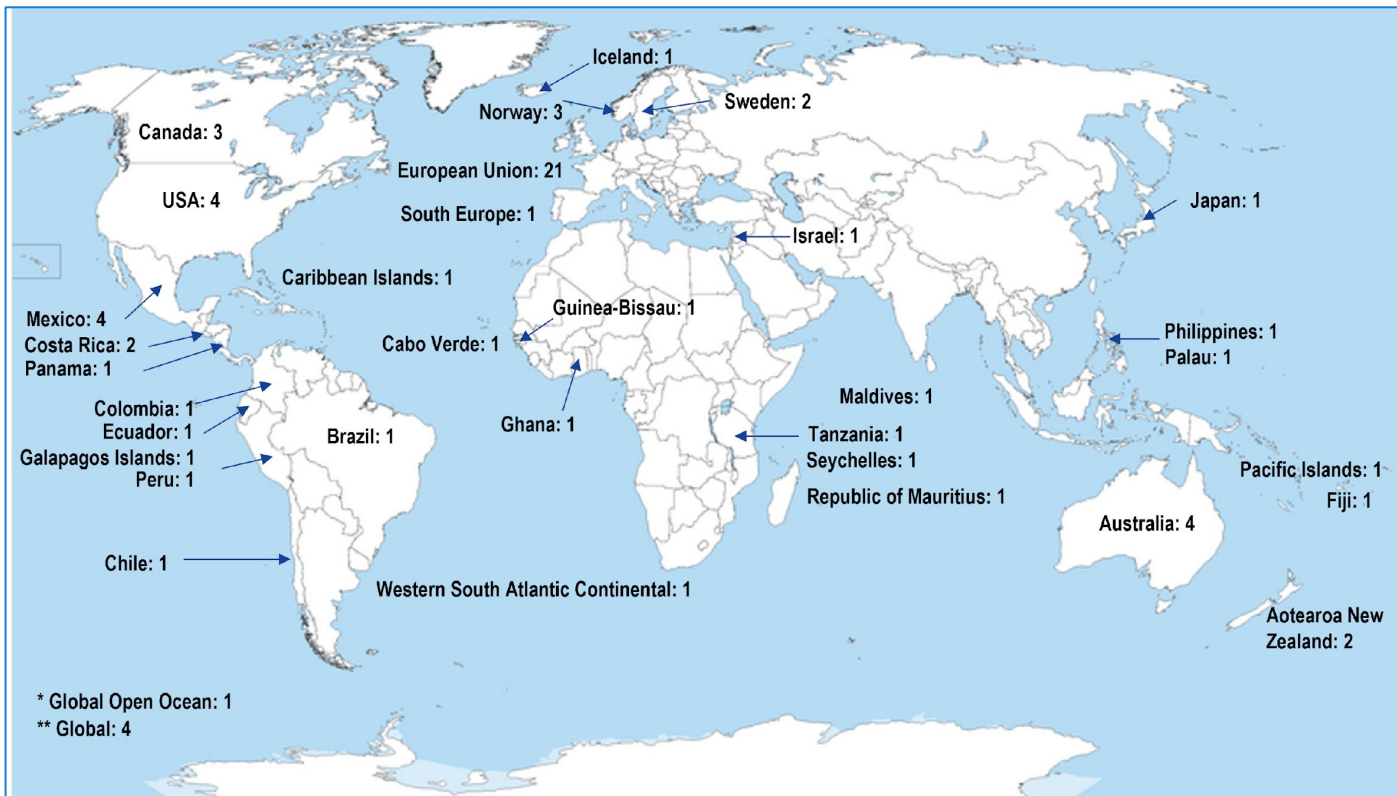 Iceland: 1
Norway: 3
Sweden: 2
Canada: 3
European Union: 21
USA: 4
South Europe: 1
Japan: 1
Israel: 1
Caribbean Islands: 1
Guinea-Bissau: 1
Mexico: 4
Costa Rica: 2
Panama: 1
Cabo Verde: 1
Philippines: 1
Palau: 1
Colombia: 1
Ecuador: 1
Galapagos Islands: 1
Peru: 1
Brazil: 1
Ghana: 1
Maldives: 1
Tanzania: 1
Seychelles: 1
Republic of Mauritius: 1
Pacific Islands: 1
Fiji: 1
Australia: 4
Chile: 1
Western South Atlantic Continental: 1
Aotearoa New
Zealand: 2
* Global Open Ocean: 1
** Global: 4